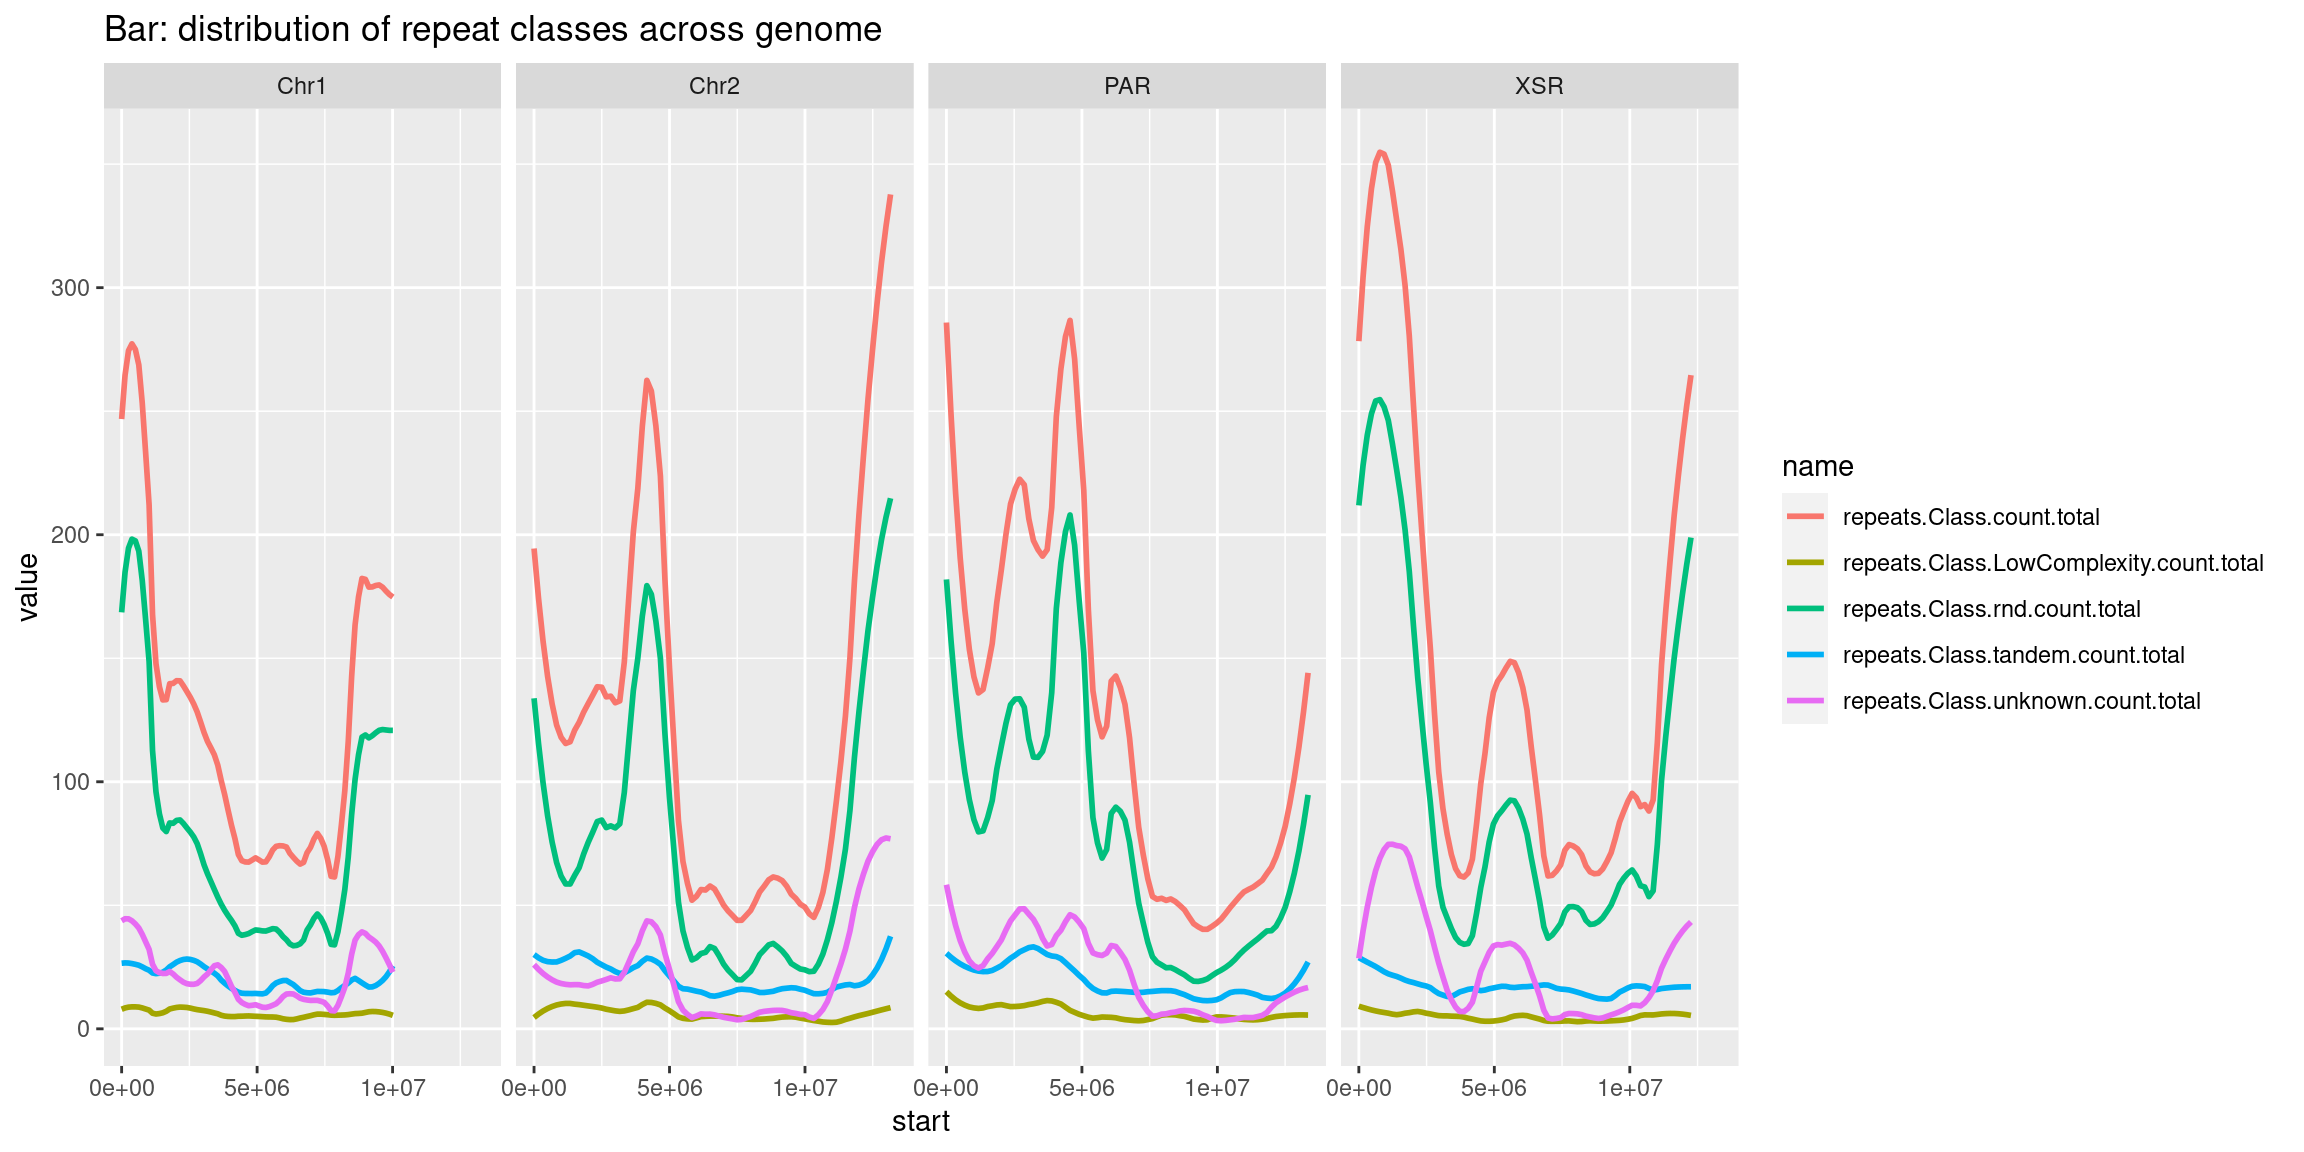 Bar: distribution of repeat classes across genome
Chr1 Chr2 PAR XSR
300
200
100
0
value
0e+00 5e+06 1e+07 0e+00 5e+06 1e+07 0e+00 5e+06 1e+07 0e+00 5e+06 1e+07
start
name
repeats.Class.count.total
repeats.Class.LowComplexity.count.total
repeats.Class.rnd.count.total
repeats.Class.tandem.count.total
repeats.Class.unknown.count.total